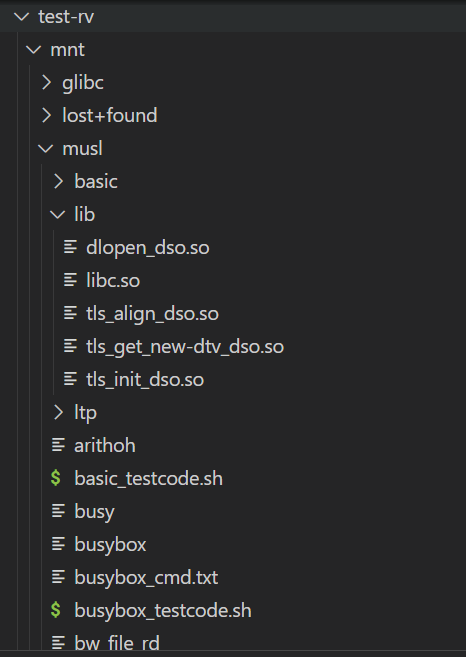 test-rv
mnt
glibc
lost+found
musl
basic
lib
dlopen_dso.so
libc.so
tls_align_dso.so
tls_get_new-dtv_dso.so
tls_init_dso.so
ltp
arithoh
$ basic_testcode.sh
busy
busybox
busybox_cmd.txt
$ busybox_testcode.sh
bw_file_rd